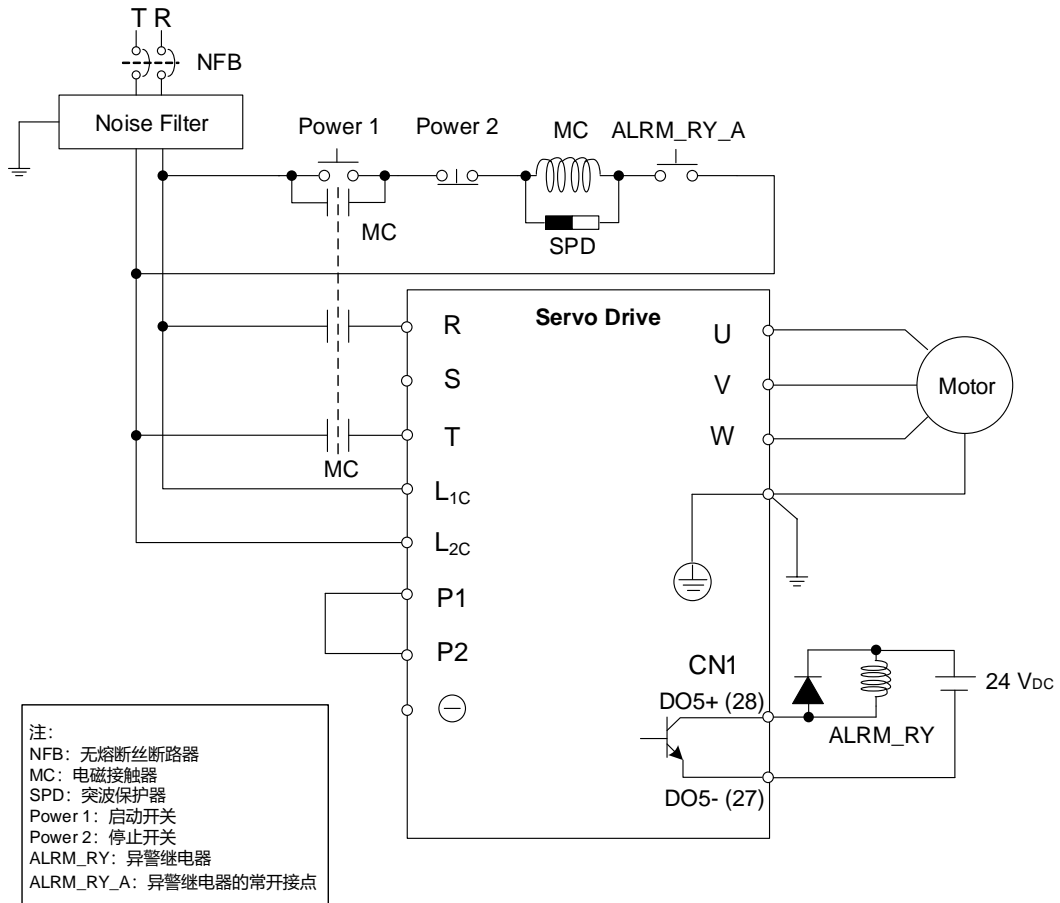 T R
NFB
Noise Filter
Power 1
Power 2
MC
ALRM_RY_A
MC
SPD
Servo Drive
R
S
T
MC
L1C
L2C
P1
P2
U
V
W
Motor
CN1
DO5+ (28)
DO5- (27)
ALRM_RY
24 VDC
注：
NFB：无熔断丝断路器
MC：电磁接触器
SPD：突波保护器
Power 1：启动开关
Power 2：停止开关
ALRM_RY：异警继电器
ALRM_RY_A：异警继电器的常开接点